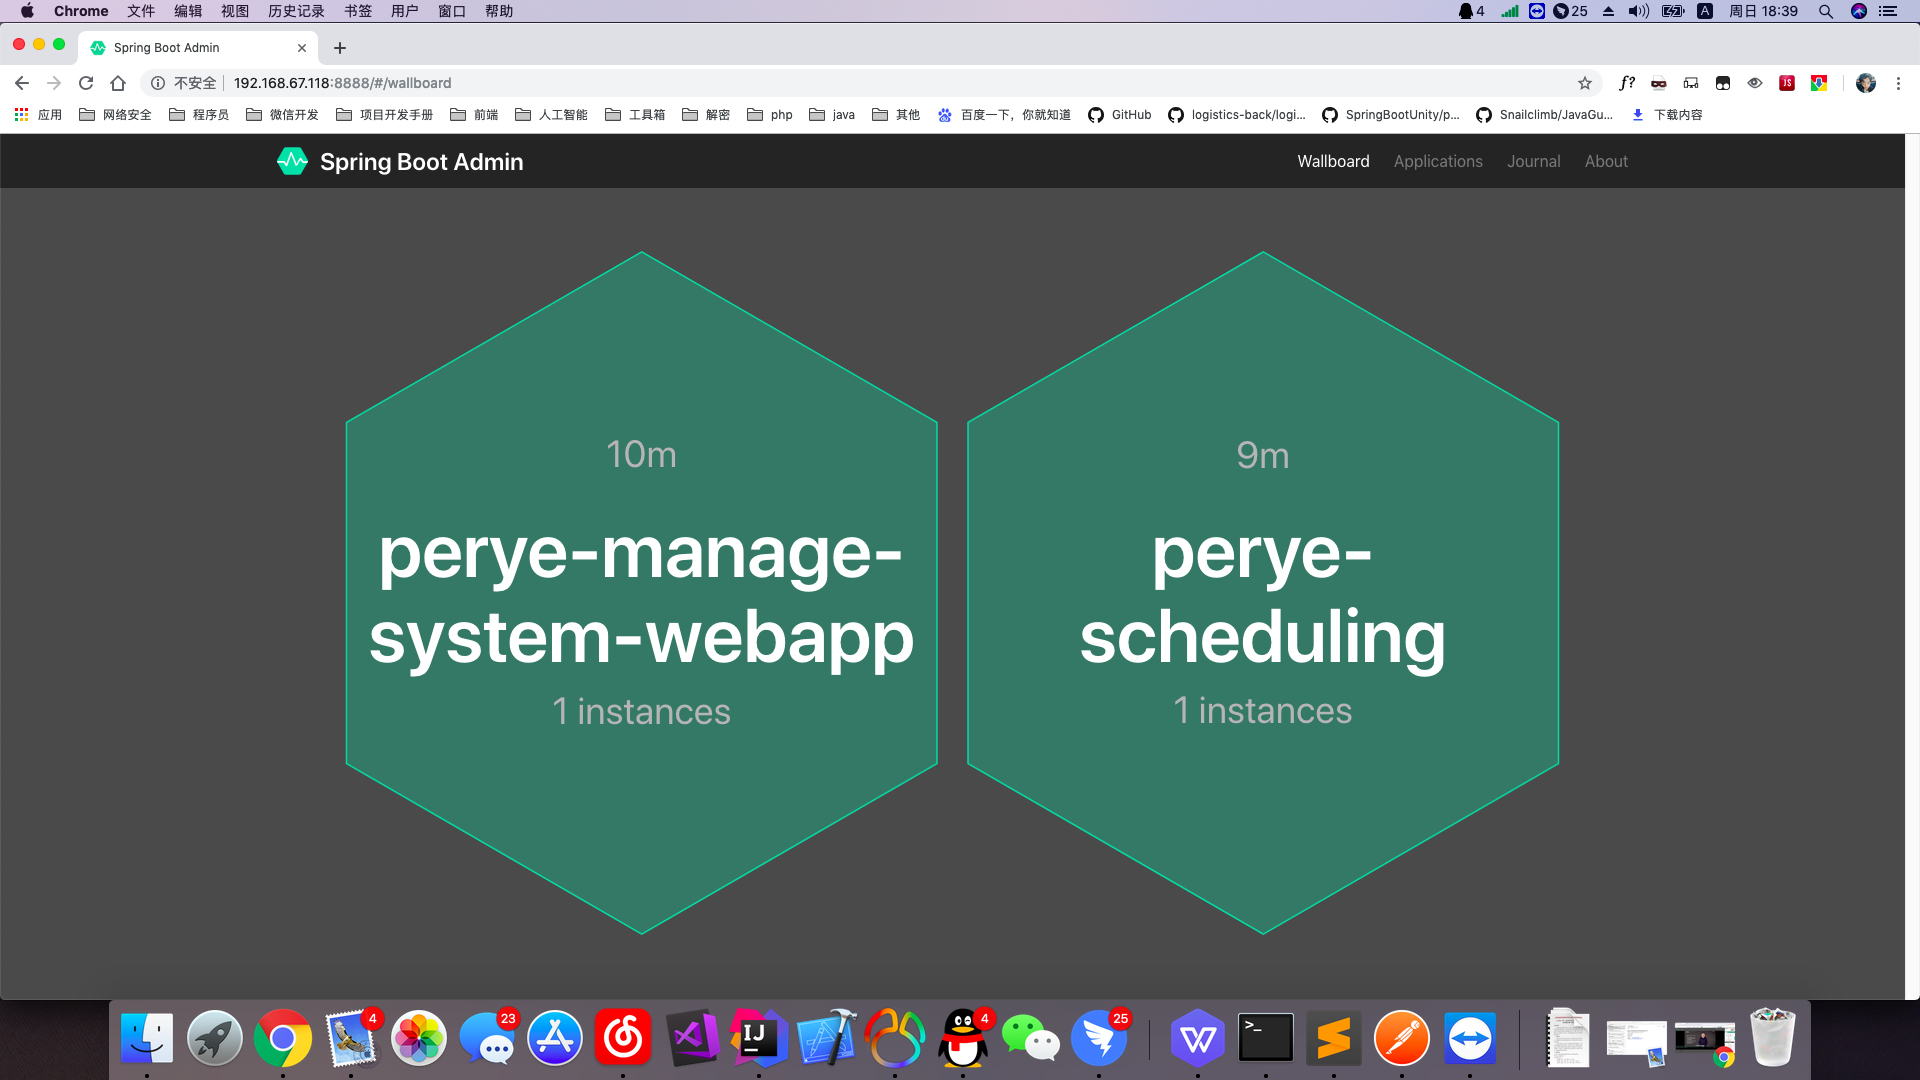 Chrome 文件 编辑 视图 历史记录 书签 用户 窗口 帮助 4 25 A 周日 18:39
Spring Boot Admin
不安全 192.168.67.118:8888/#/wallboard f? JS
应用 网络安全 程序员 微信开发 项目开发手册 前端 人工智能 工具箱 解密 php java 其他 百度一下，你就知道 GitHub logistics-back/logi... SpringBootUnity/p... Snailclimb/JavaGu... 下载内容
Spring Boot Admin Wallboard Applications Journal About
10m
perye-manage-
system-webapp
1 instances
9m
perye-
scheduling
1 instances
4 23 IJ 4 25 >_